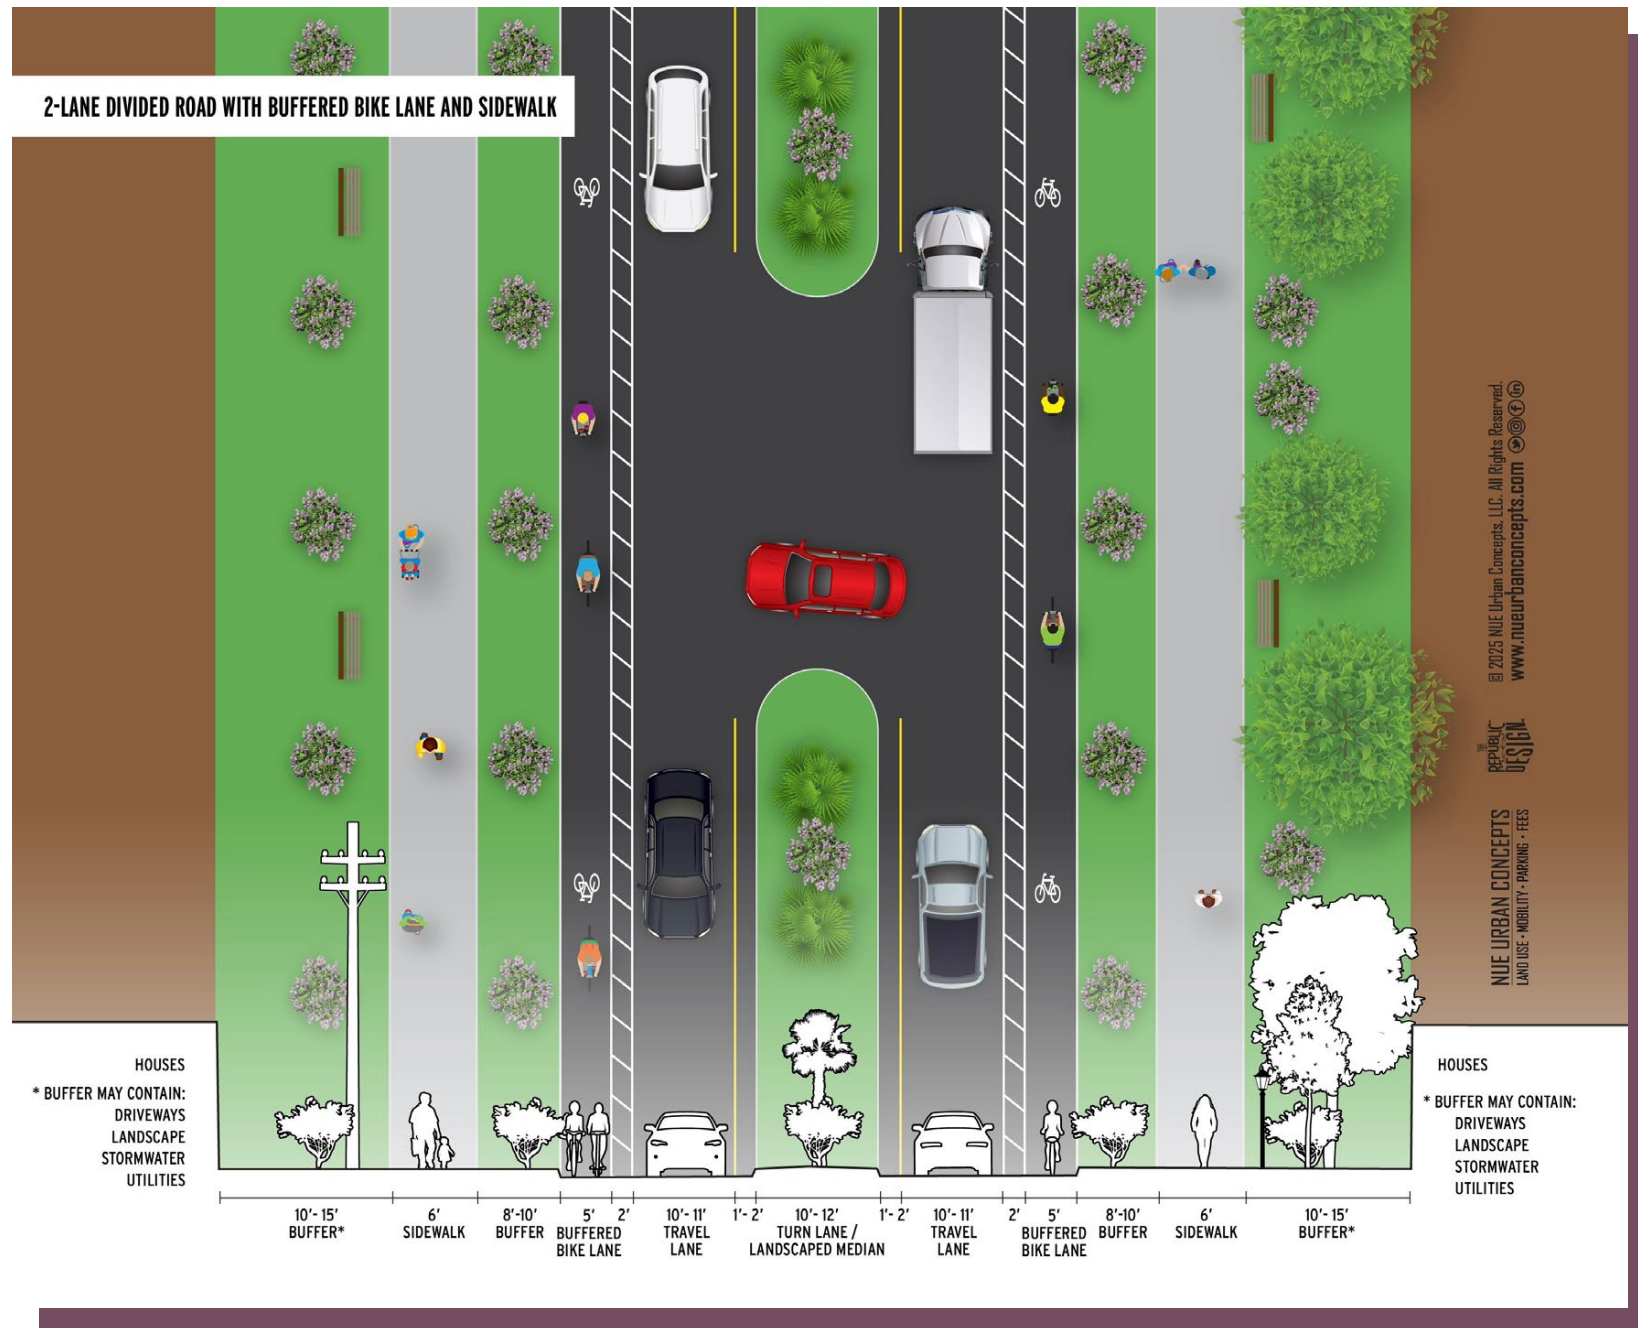 2-LANE DIVIDED ROAD WITH BUFFERED BIKE LANE AND SIDEWALK
© 2025 NUE Urban Concepts, LLC. All Rights Reserved.
www.nueurbanconcepts.com
THE
REPUBLIC
DESIGN
NUE URBAN CONCEPTS
LAND USE • MOBILITY • PARKING • FEES
HOUSES
* BUFFER MAY CONTAIN:
DRIVEWAYS
LANDSCAPE
STORMWATER
UTILITIES
HOUSES
* BUFFER MAY CONTAIN:
DRIVEWAYS
LANDSCAPE
STORMWATER
UTILITIES
10'- 15'
BUFFER*
6'
SIDEWALK
8'-10'
BUFFER
5'
BUFFERED
BIKE LANE
2'
10'- 11'
TRAVEL
LANE
1'- 2'
10'- 12'
TURN LANE /
LANDSCAPED MEDIAN
1'- 2'
10'- 11'
TRAVEL
LANE
2'
5'
BUFFERED
BIKE LANE
8'-10'
BUFFER
6'
SIDEWALK
10'- 15'
BUFFER*